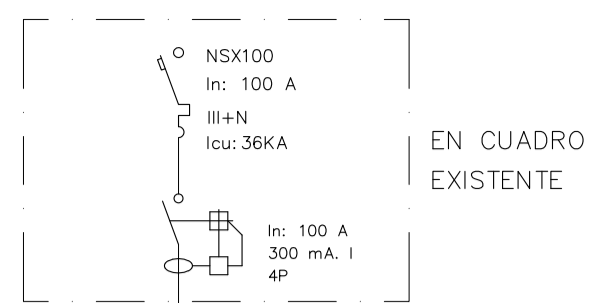 NSX100
In: 100 A
III+N
Icu: 36KA
EN CUADRO
EXISTENTE
In: 100 A
300 mA. I
4P